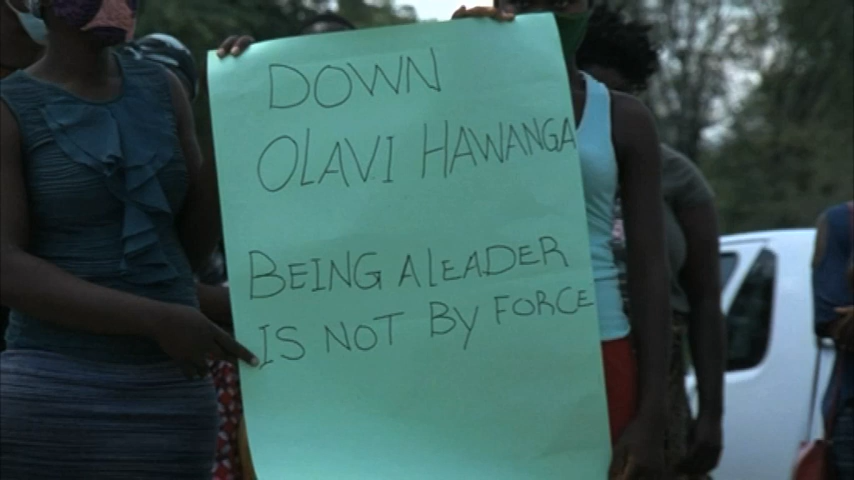 DOWN
OLAVI HAWANGA
BEING A LEADER
IS NOT BY FORCE